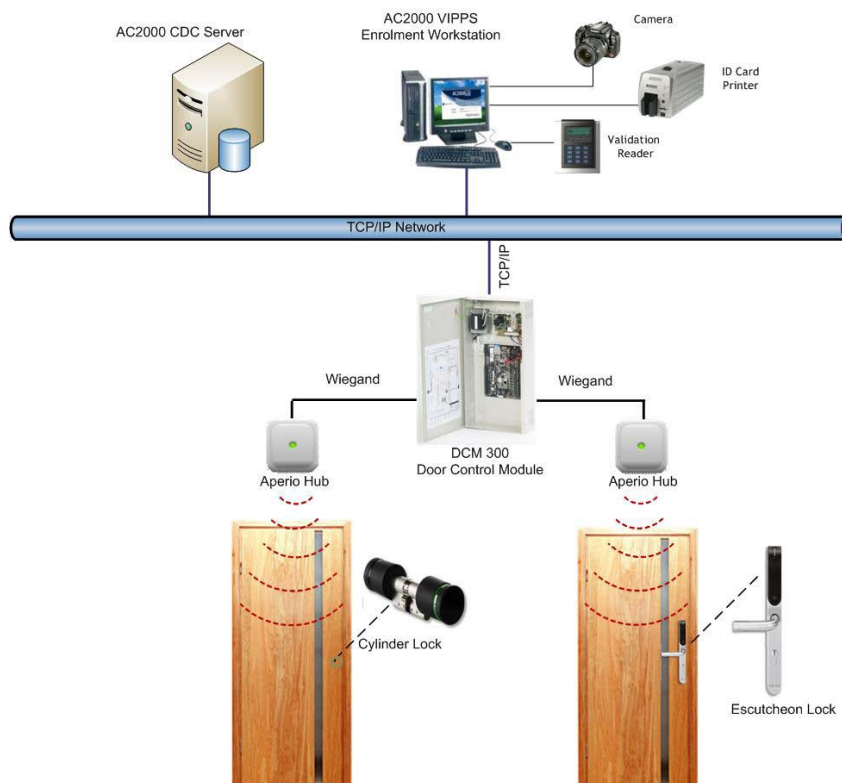 AC2000 CDC Server
AC2000 VIPPS
Enrolment Workstation
Camera
ID Card
Printer
Validation
Reader
TCP/IP Network
TCP/IP
Wiegand
Wiegand
DCM 300
Door Control Module
Aperio Hub
Aperio Hub
Cylinder Lock
Escutcheon Lock